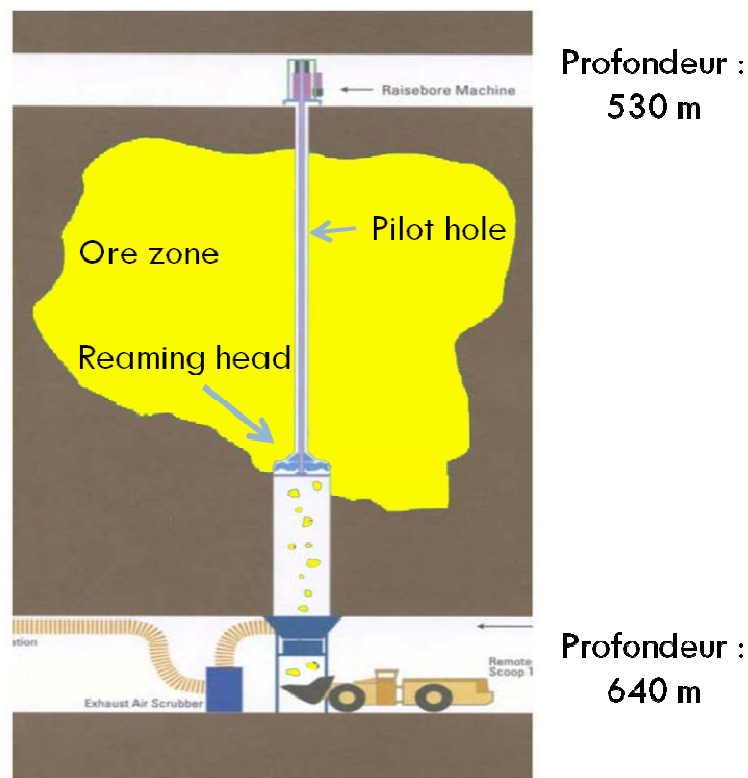 Raisebore Machine
Profondeur :
530 m
Pilot hole
Ore zone
Reaming head
Profondeur :
640 m
Remote
Scoop T
Exhaust Air Scrubber